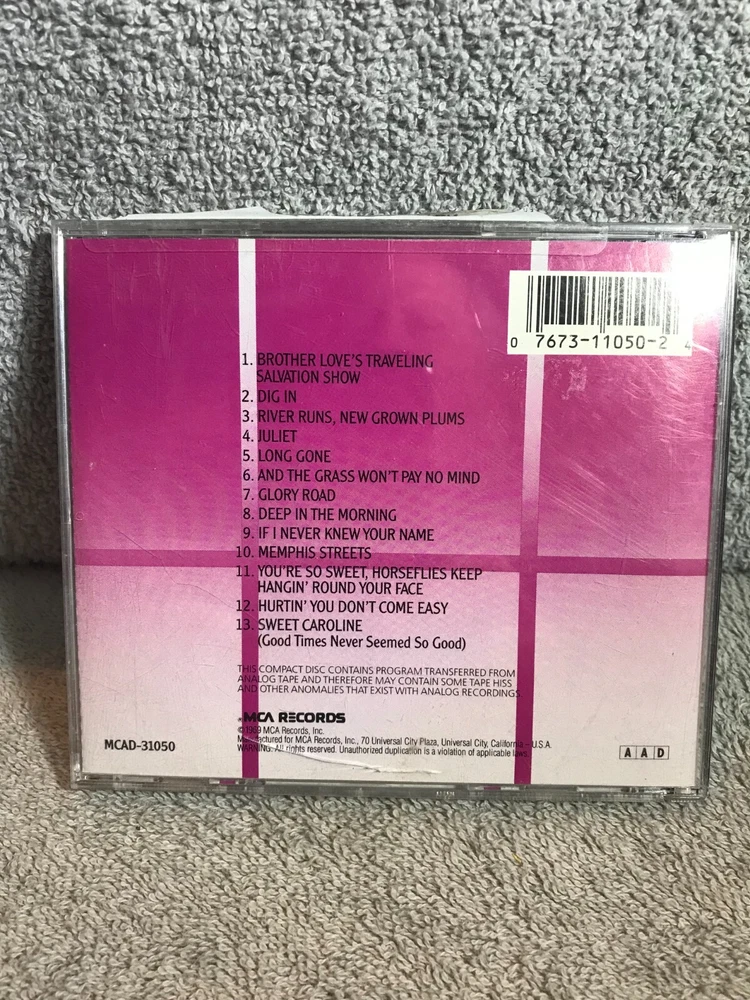 0 7673-11050-2 4
1. BROTHER LOVE'S TRAVELING
SALVATION SHOW
2. DIG IN
3. RIVER RUNS, NEW GROWN PLUMS
4. JULIET
5. LONG GONE
6. AND THE GRASS WON'T PAY NO MIND
7. GLORY ROAD
8. DEEP IN THE MORNING
9. IF I NEVER KNEW YOUR NAME
10. MEMPHIS STREETS
11. YOU'RE SO SWEET, HORSEFLIES KEEP
HANGIN' ROUND YOUR FACE
12. HURTIN' YOU DON'T COME EASY
13. SWEET CAROLINE
(Good Times Never Seemed So Good)
THIS COMPACT DISC CONTAINS PROGRAM TRANSFERRED FROM
ANALOG TAPE AND THEREFORE MAY CONTAIN SOME TAPE HISS
AND OTHER ANOMALIES THAT EXIST WITH ANALOG RECORDINGS.
MCA RECORDS
©1969 MCA Records, Inc.
Manufactured for MCA Records, Inc., 70 Universal City Plaza, Universal City, California – U.S.A.
WARNING: All rights reserved. Unauthorized duplication is a violation of applicable laws.
MCAD-31050
A A D